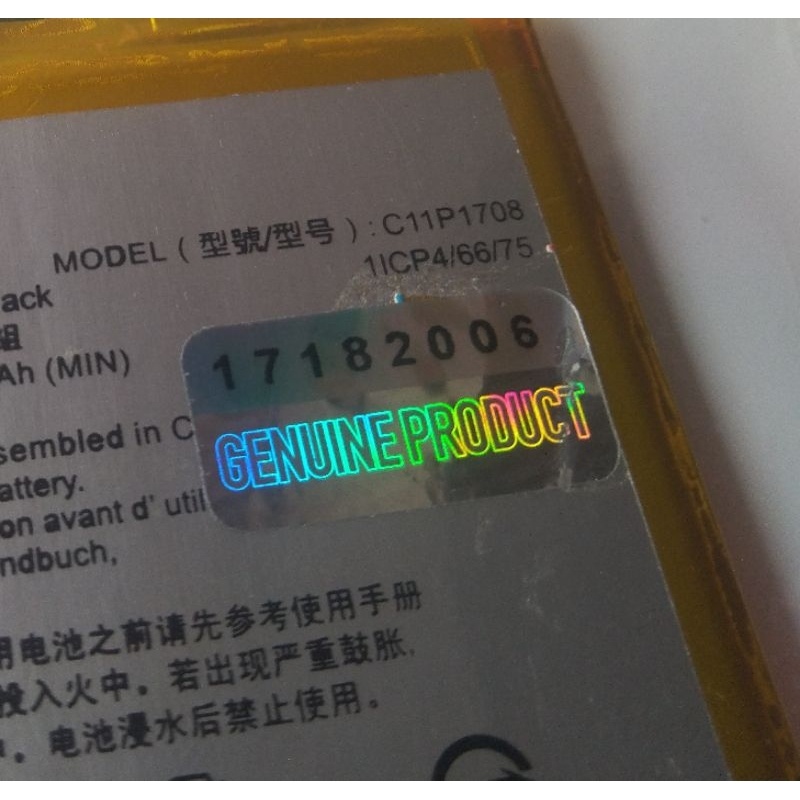 MODEL ( 型號/型号 ) : C11P1708
1ICP4/66/75
ack
組
Ah (MIN)
17182006
GENUINE PRODUCT
sembled in C
attery.
on avant d' util
ndbuch,
用电池之前请先参考使用手册
投入火中。若出现严重鼓胀,
中。电池浸水后禁止使用。